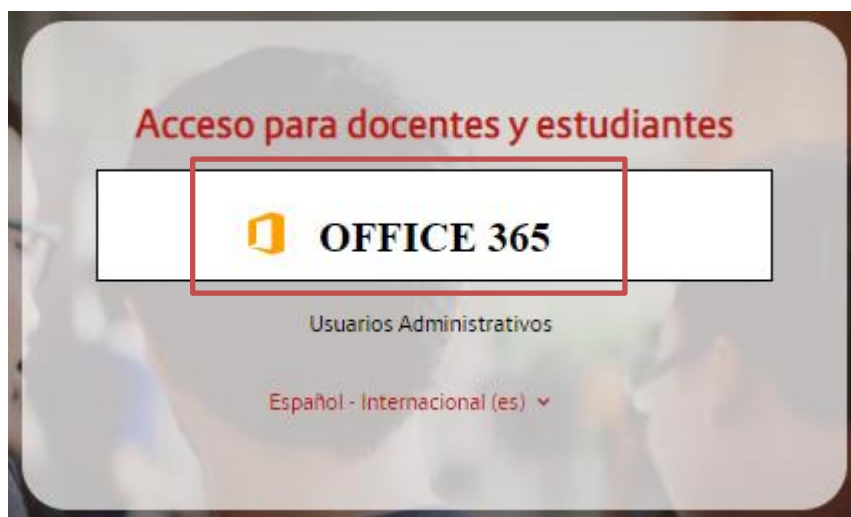 Acceso para docentes y estudiantes
OFFICE 365
Usuarios Administrativos
Español - Internacional (es)